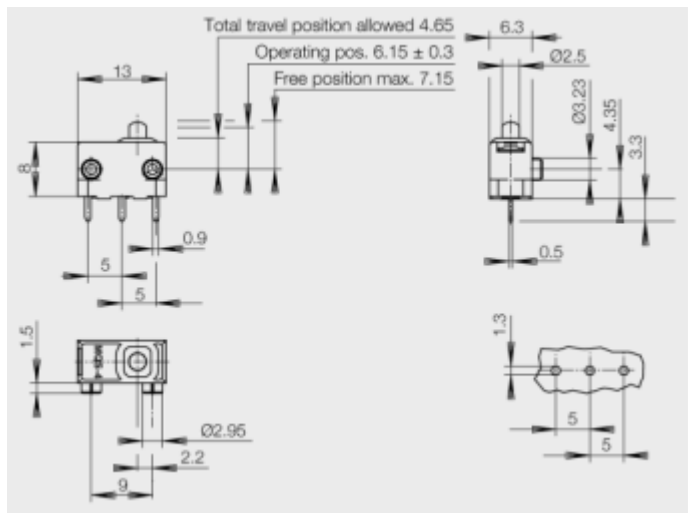 Total travel position allowed 4.65
6.3
Operating pos. 6.15 ± 0.3
Ø2.5
13
Free position max. 7.15
Ø3.23
4.35
3.3
8
0.9
5
5
0.5
1.5
1.3
Ø2.95
2.2
9
5
5